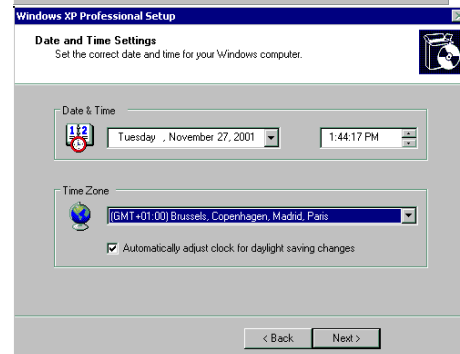 Windows XP Professional Setup
Date and Time Settings
Set the correct date and time for your Windows computer.
Date & Time
Tuesday , November 27, 2001
1:44:17 PM
Time Zone
(GMT+01:00) Brussels, Copenhagen, Madrid, Paris
Automatically adjust clock for daylight saving changes
< Back
Next >